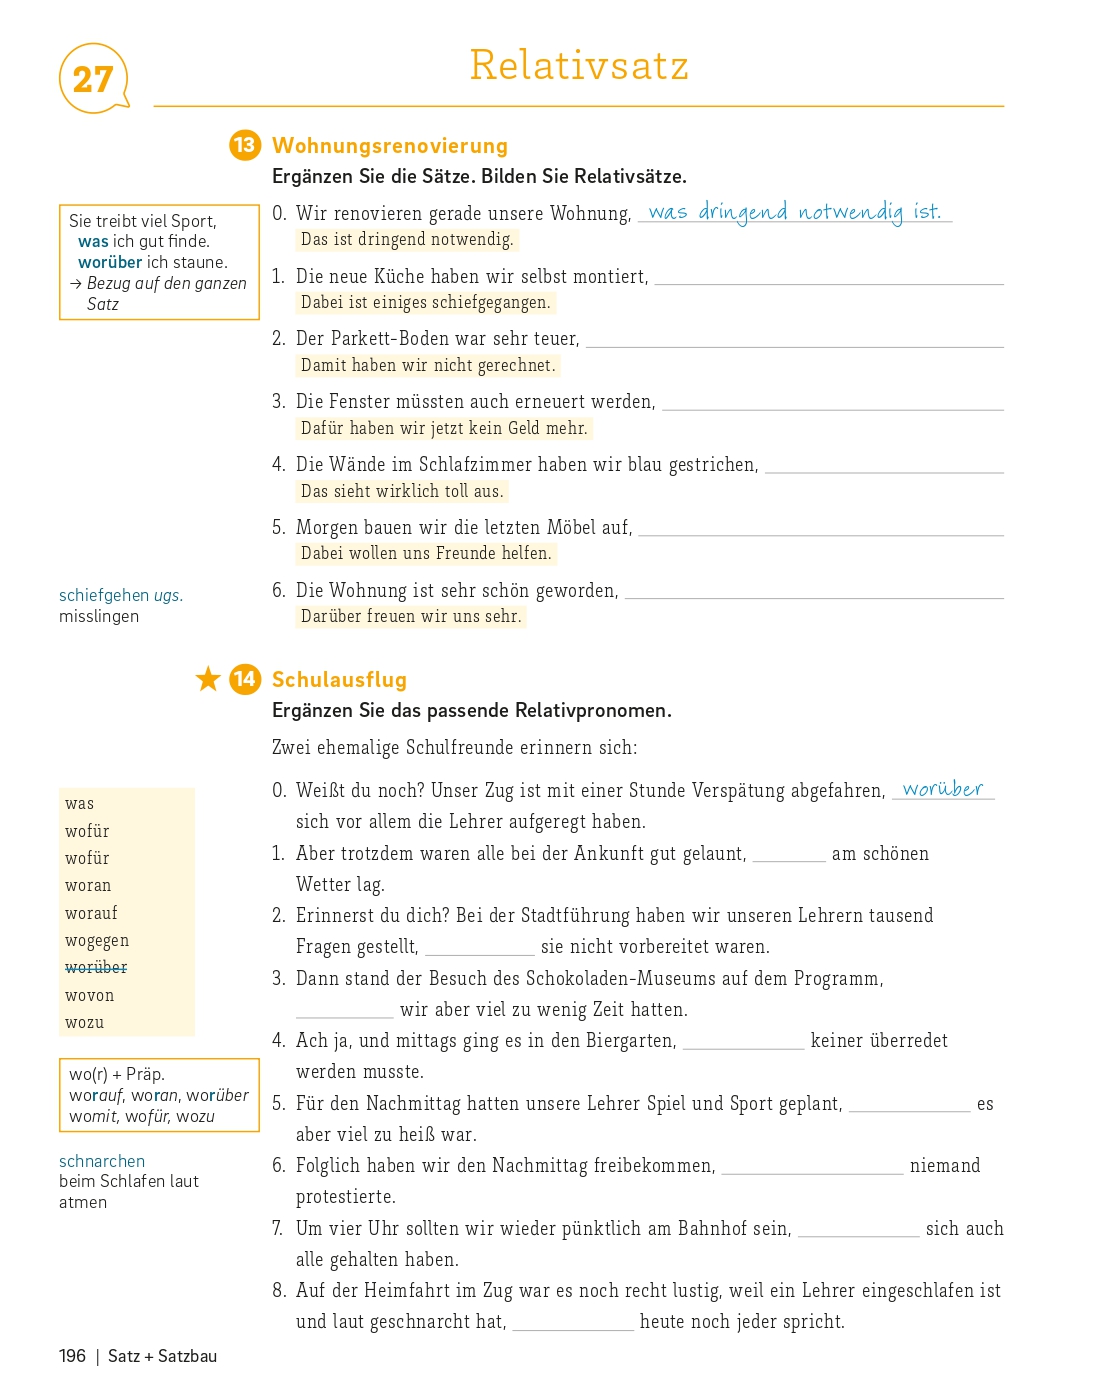 27
Relativsatz
13 Wohnungsrenovierung
Ergänzen Sie die Sätze. Bilden Sie Relativsätze.
Sie treibt viel Sport,
was ich gut finde.
worüber ich staune.
→ Bezug auf den ganzen
Satz
0. Wir renovieren gerade unsere Wohnung, was dringend notwendig ist.
Das ist dringend notwendig.
1. Die neue Küche haben wir selbst montiert,
Dabei ist einiges schiefgegangen.
2. Der Parkett-Boden war sehr teuer,
Damit haben wir nicht gerechnet.
3. Die Fenster müssten auch erneuert werden,
Dafür haben wir jetzt kein Geld mehr.
4. Die Wände im Schlafzimmer haben wir blau gestrichen,
Das sieht wirklich toll aus.
5. Morgen bauen wir die letzten Möbel auf,
Dabei wollen uns Freunde helfen.
schiefgehen ugs.
misslingen
6. Die Wohnung ist sehr schön geworden,
Darüber freuen wir uns sehr.
14 Schulausflug
Ergänzen Sie das passende Relativpronomen.
Zwei ehemalige Schulfreunde erinnern sich:
was
wofür
wofür
woran
worauf
wogegen
worüber
wovon
wozu
wo(r) + Präp.
worauf, woran, worüber
womit, wofür, wozu
schnarchen
beim Schlafen laut
atmen
0. Weißt du noch? Unser Zug ist mit einer Stunde Verspätung abgefahren, worüber
sich vor allem die Lehrer aufgeregt haben.
1. Aber trotzdem waren alle bei der Ankunft gut gelaunt, ________ am schönen
Wetter lag.
2. Erinnerst du dich? Bei der Stadtführung haben wir unseren Lehrern tausend
Fragen gestellt, ________ sie nicht vorbereitet waren.
3. Dann stand der Besuch des Schokoladen-Museums auf dem Programm,
________ wir aber viel zu wenig Zeit hatten.
4. Ach ja, und mittags ging es in den Biergarten, ________ keiner überredet
werden musste.
5. Für den Nachmittag hatten unsere Lehrer Spiel und Sport geplant, ________ es
aber viel zu heiß war.
6. Folglich haben wir den Nachmittag freibekommen, ________ niemand
protestierte.
7. Um vier Uhr sollten wir wieder pünktlich am Bahnhof sein, ________ sich auch
alle gehalten haben.
8. Auf der Heimfahrt im Zug war es noch recht lustig, weil ein Lehrer eingeschlafen ist
und laut geschnarcht hat, ________ heute noch jeder spricht.
196 | Satz + Satzbau